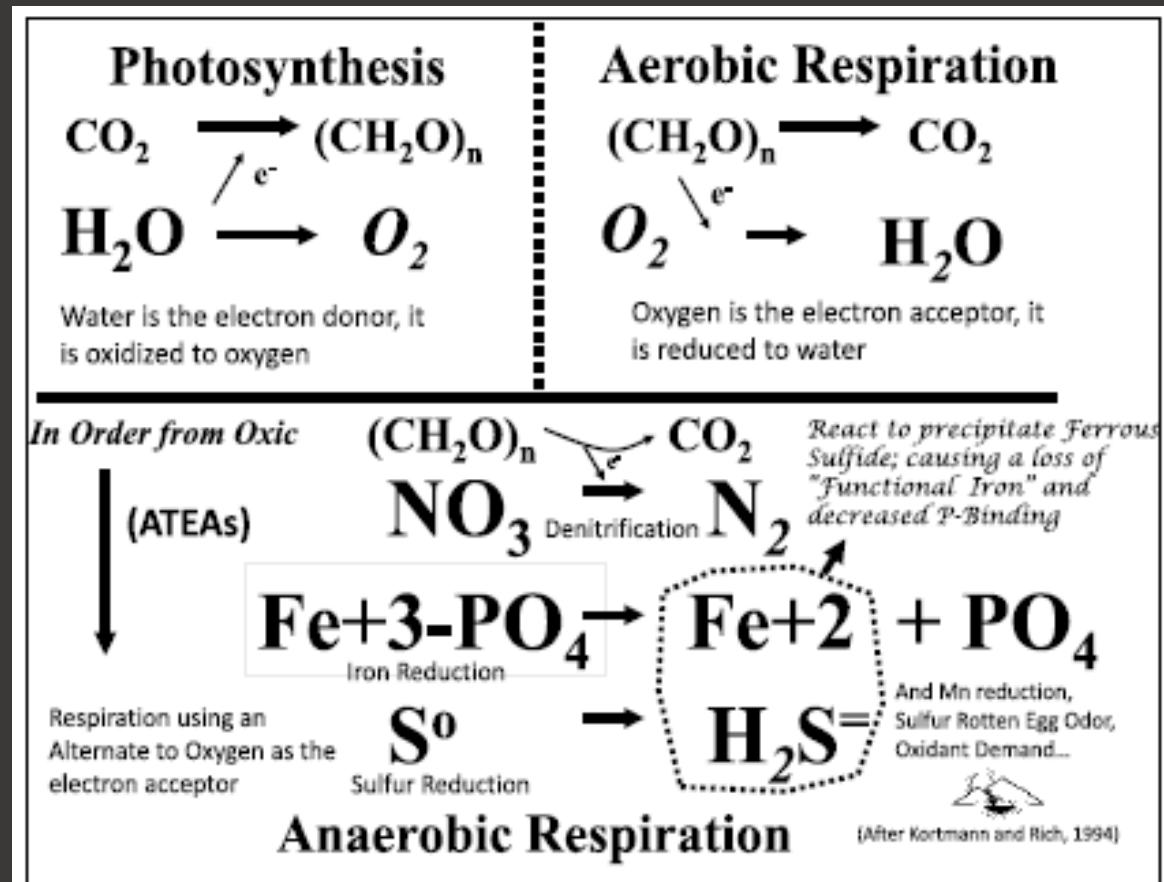 Photosynthesis
CO₂ → (CH₂O)ₙ
e⁻
H₂O → O₂
Water is the electron donor, it
is oxidized to oxygen
Aerobic Respiration
(CH₂O)ₙ → CO₂
e⁻
O₂ → H₂O
Oxygen is the electron acceptor, it
is reduced to water
In Order from Oxic
(ATEAs)
Respiration using an
Alternate to Oxygen as the
electron acceptor
(CH₂O)ₙ → CO₂
e⁻
NO₃ → N₂
Denitrification
React to precipitate Ferrous
Sulfide; causing a loss of
"Functional Iron" and
decreased P-Binding
Fe+3-PO₄ → Fe+2 + PO₄
Iron Reduction
S⁰ → H₂S⁼
Sulfur Reduction
And Mn reduction,
Sulfur Rotten Egg Odor,
Oxidant Demand...
Anaerobic Respiration
(After Kortmann and Rich, 1994)